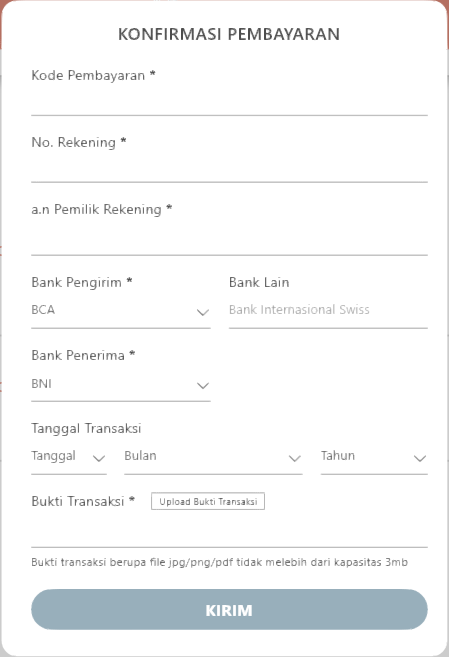 KONFIRMASI PEMBAYARAN
Kode Pembayaran *
No. Rekening *
a.n Pemilik Rekening *
Bank Pengirim * Bank Lain
BCA Bank Internasional Swiss
Bank Penerima *
BNI
Tanggal Transaksi
Tanggal Bulan Tahun
Bukti Transaksi * Upload Bukti Transaksi
Bukti transaksi berupa file jpg/png/pdf tidak melebih dari kapasitas 3mb
KIRIM